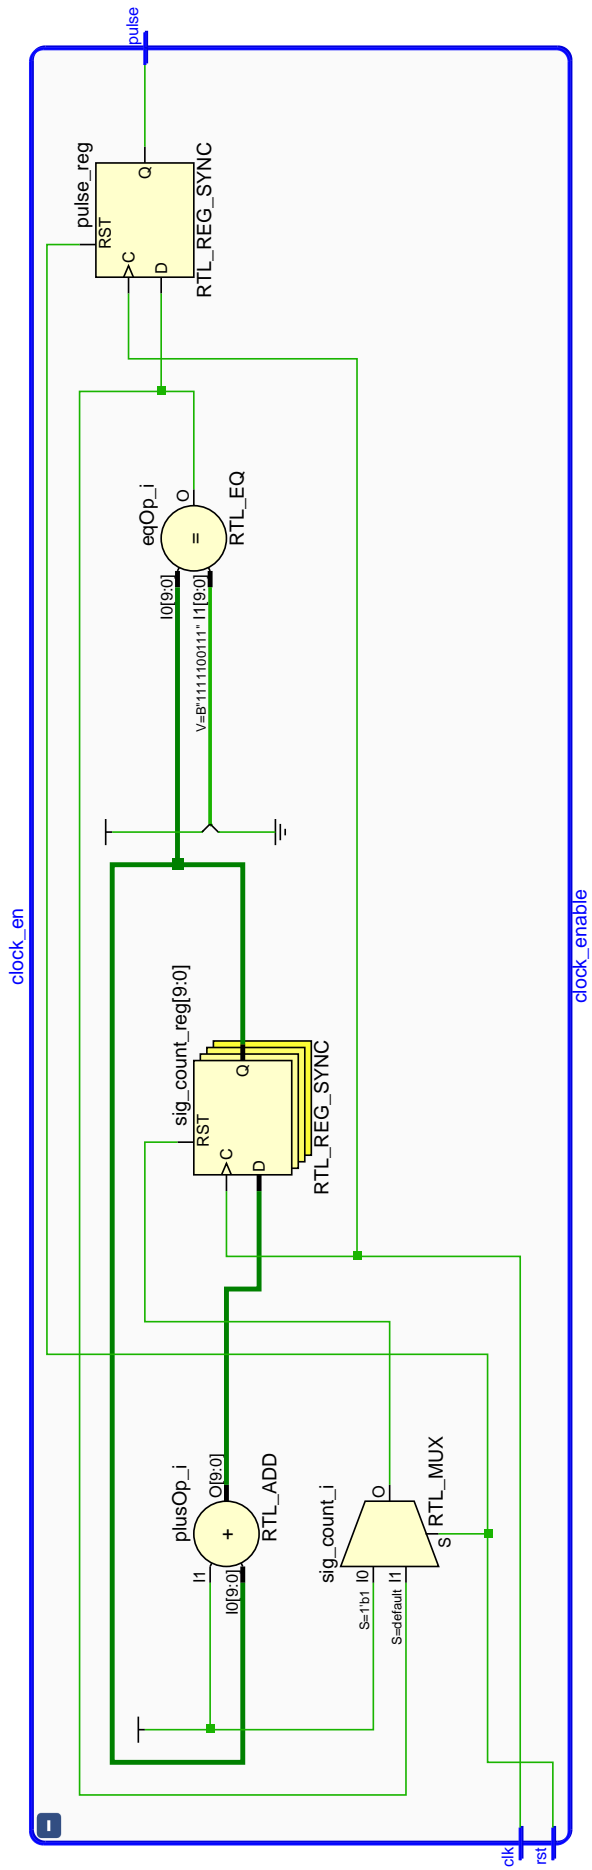 clock_en
clk
rst
plusOp_i
I1
I0[9:0]
+
O[9:0]
RTL_ADD
sig_count_i
S=1'b1 I0
S=default I1
S
O
RTL_MUX
sig_count_reg[9:0]
RST
C
D
Q
RTL_REG_SYNC
V=B"1111100111"
eqOp_i
I0[9:0]
I1[9:0]
=
O
RTL_EQ
pulse_reg
RST
C
D
Q
RTL_REG_SYNC
pulse
clock_enable